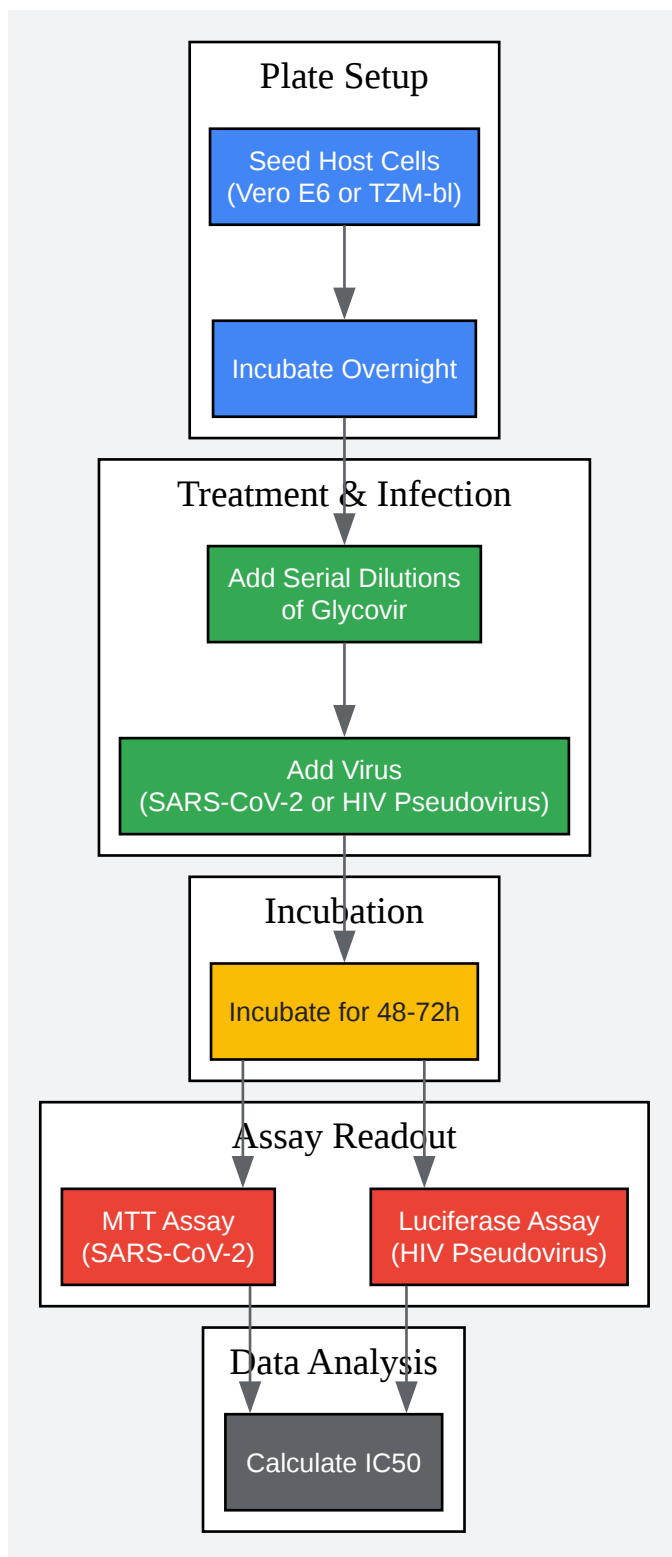 Plate Setup
Seed Host Cells
(Vero E6 or TZM-bl)
Incubate Overnight
Treatment & Infection
Add Serial Dilutions
of Glycovir
Add Virus
(SARS-CoV-2 or HIV Pseudovirus)
Incubation
Incubate for 48-72h
Assay Readout
MTT Assay
(SARS-CoV-2)
Luciferase Assay
(HIV Pseudovirus)
Data Analysis
Calculate IC50